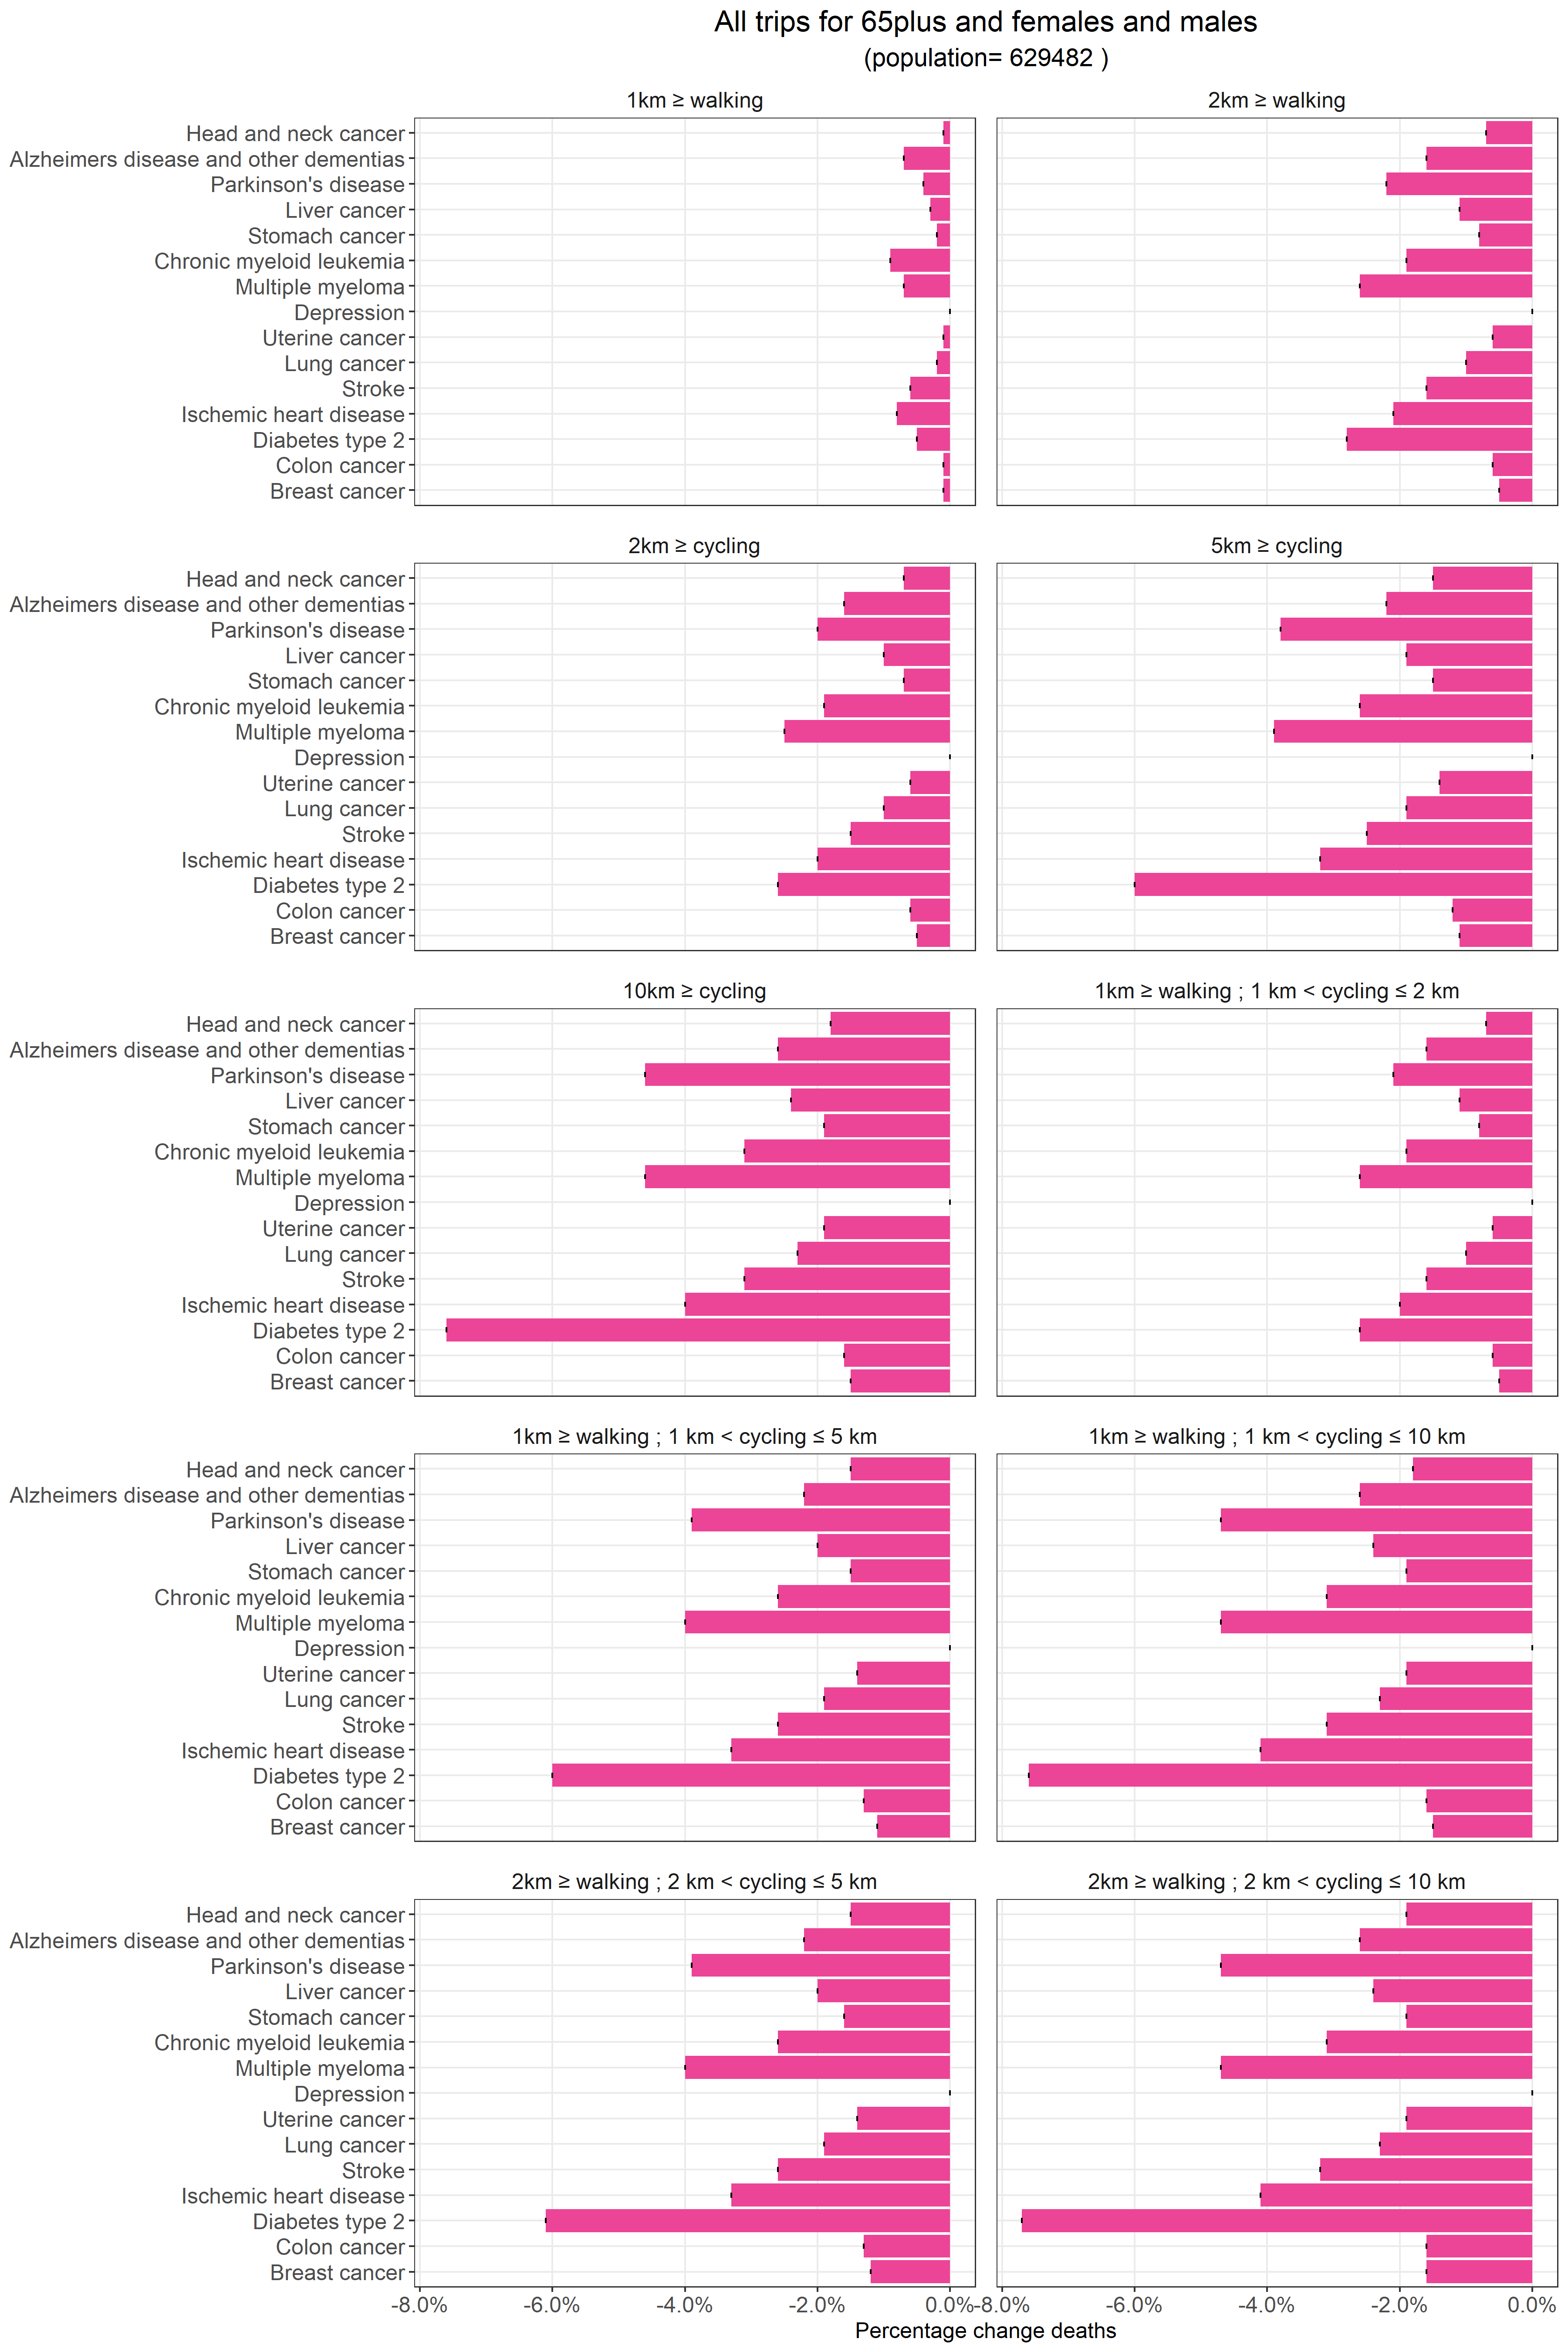 All trips for 65plus and females and males
(population= 629482 )
1km ≥ walking
2km ≥ walking
Head and neck cancer
Alzheimers disease and other dementias
Parkinson's disease
Liver cancer
Stomach cancer
Chronic myeloid leukemia
Multiple myeloma
Depression
Uterine cancer
Lung cancer
Stroke
Ischemic heart disease
Diabetes type 2
Colon cancer
Breast cancer
2km ≥ cycling
5km ≥ cycling
Head and neck cancer
Alzheimers disease and other dementias
Parkinson's disease
Liver cancer
Stomach cancer
Chronic myeloid leukemia
Multiple myeloma
Depression
Uterine cancer
Lung cancer
Stroke
Ischemic heart disease
Diabetes type 2
Colon cancer
Breast cancer
10km ≥ cycling
1km ≥ walking ; 1 km < cycling ≤ 2 km
Head and neck cancer
Alzheimers disease and other dementias
Parkinson's disease
Liver cancer
Stomach cancer
Chronic myeloid leukemia
Multiple myeloma
Depression
Uterine cancer
Lung cancer
Stroke
Ischemic heart disease
Diabetes type 2
Colon cancer
Breast cancer
1km ≥ walking ; 1 km < cycling ≤ 5 km
1km ≥ walking ; 1 km < cycling ≤ 10 km
Head and neck cancer
Alzheimers disease and other dementias
Parkinson's disease
Liver cancer
Stomach cancer
Chronic myeloid leukemia
Multiple myeloma
Depression
Uterine cancer
Lung cancer
Stroke
Ischemic heart disease
Diabetes type 2
Colon cancer
Breast cancer
2km ≥ walking ; 2 km < cycling ≤ 5 km
2km ≥ walking ; 2 km < cycling ≤ 10 km
Head and neck cancer
Alzheimers disease and other dementias
Parkinson's disease
Liver cancer
Stomach cancer
Chronic myeloid leukemia
Multiple myeloma
Depression
Uterine cancer
Lung cancer
Stroke
Ischemic heart disease
Diabetes type 2
Colon cancer
Breast cancer
-8.0% -6.0% -4.0% -2.0% 0.0% -8.0% -6.0% -4.0% -2.0% 0.0%
Percentage change deaths